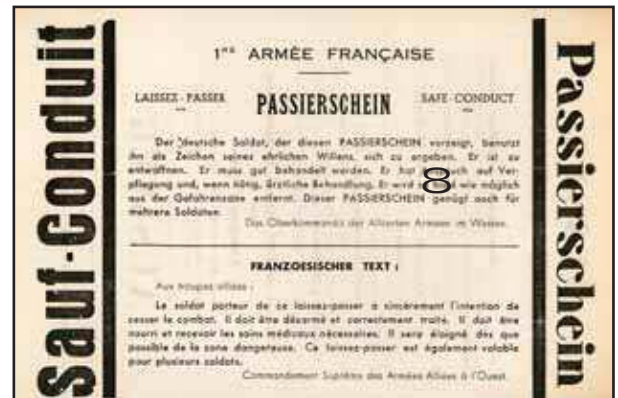 Sauf-Conduit
1re ARMÉE FRANÇAISE
LAISSEZ-PASSER PASSIERSCHEIN SAFE-CONDUCT
Der deutsche Soldat, der diesen PASSIERSCHEIN vorzeigt, benutzt
ihn als Zeichen seines ehrlichen Willens, sich zu ergeben. Er ist zu
entwaffnen. Er muss gut behandelt werden. Er hat auf Ver-
pflegung und, wenn nötig, ärztliche Behandlung. Er wird wie möglich
8
aus der Gefahrenzone entfernt. Dieser PASSIERSCHEIN genügt auch für
mehrere Soldaten.
Das Oberkommando der Alliierten Armeen im Westen.
FRANZOESISCHER TEXT :
Aux troupes alliées :
Le soldat porteur de ce laissez-passer a sincèrement l'intention de
cesser le combat. Il doit être désarmé et correctement traité. Il doit être
nourri et recevoir les soins médicaux nécessaires. Il sera éloigné dès que
possible de la zone dangereuse. Ce laissez-passer est également valable
pour plusieurs soldats.
Commandement Suprême des Armées Alliées à l'Ouest.
Passierschein